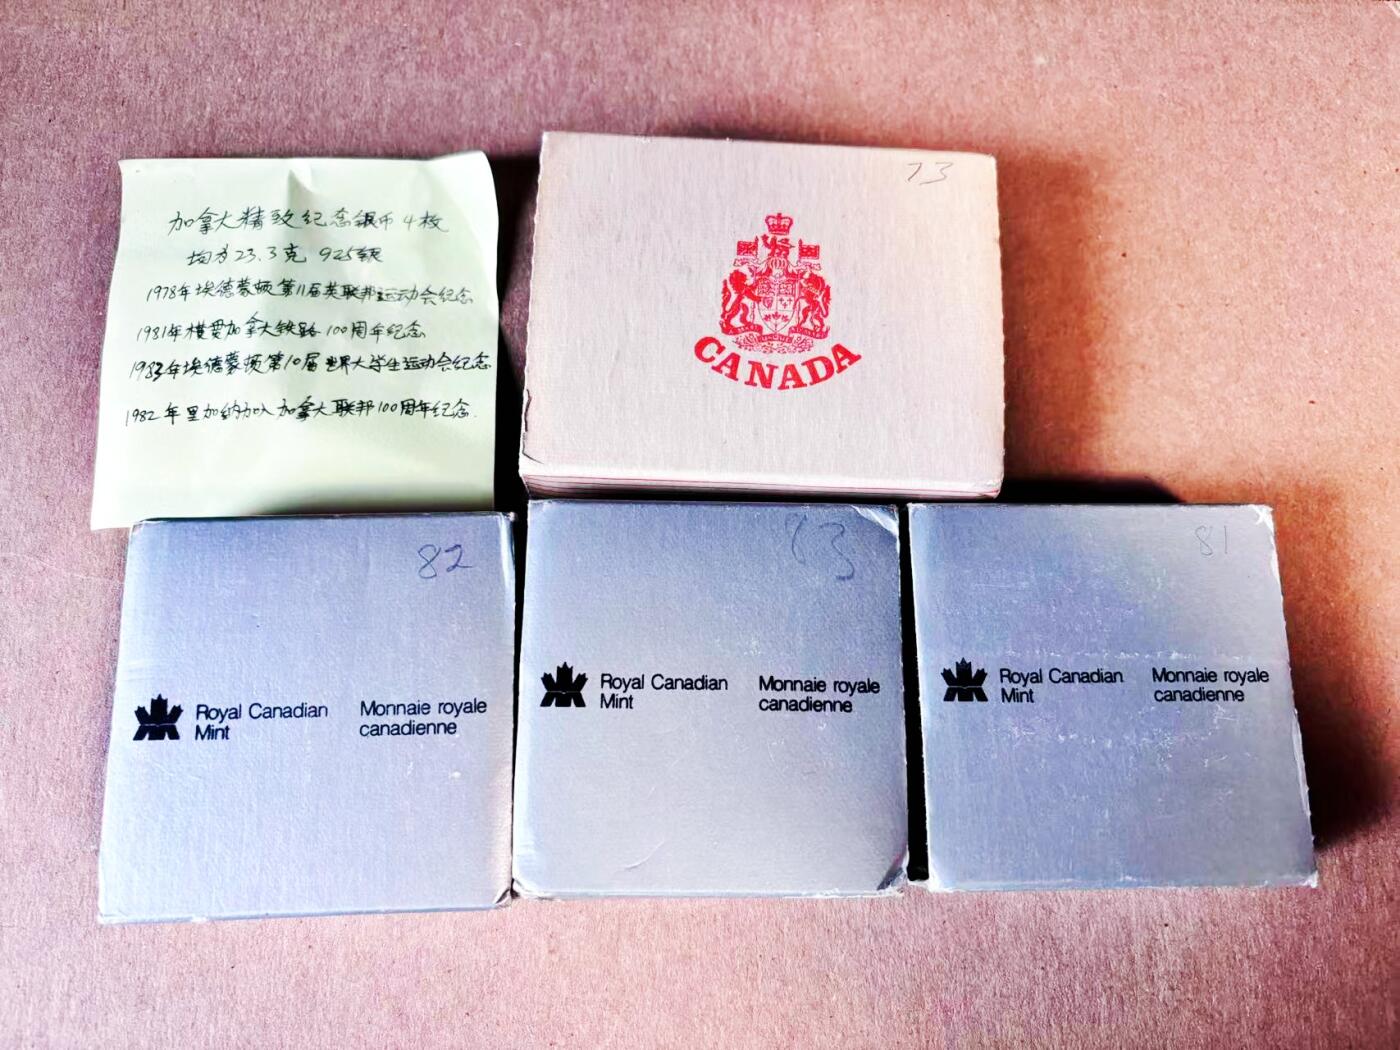 加拿大精致纪念银币4枚
均为23.3克 925银
1978年埃德蒙顿第11届英联邦运动会纪念
1981年横贯加拿大铁路100周年纪念
1983年埃德蒙顿第10届世界大学生运动会纪念
1982年里加纳加入加拿大联邦100周年纪念.
73
CANADA
82
Royal Canadian
Mint
Monnaie royale
canadienne
83
Royal Canadian
Mint
Monnaie royale
canadienne
81
Royal Canadian
Mint
Monnaie royale
canadienne